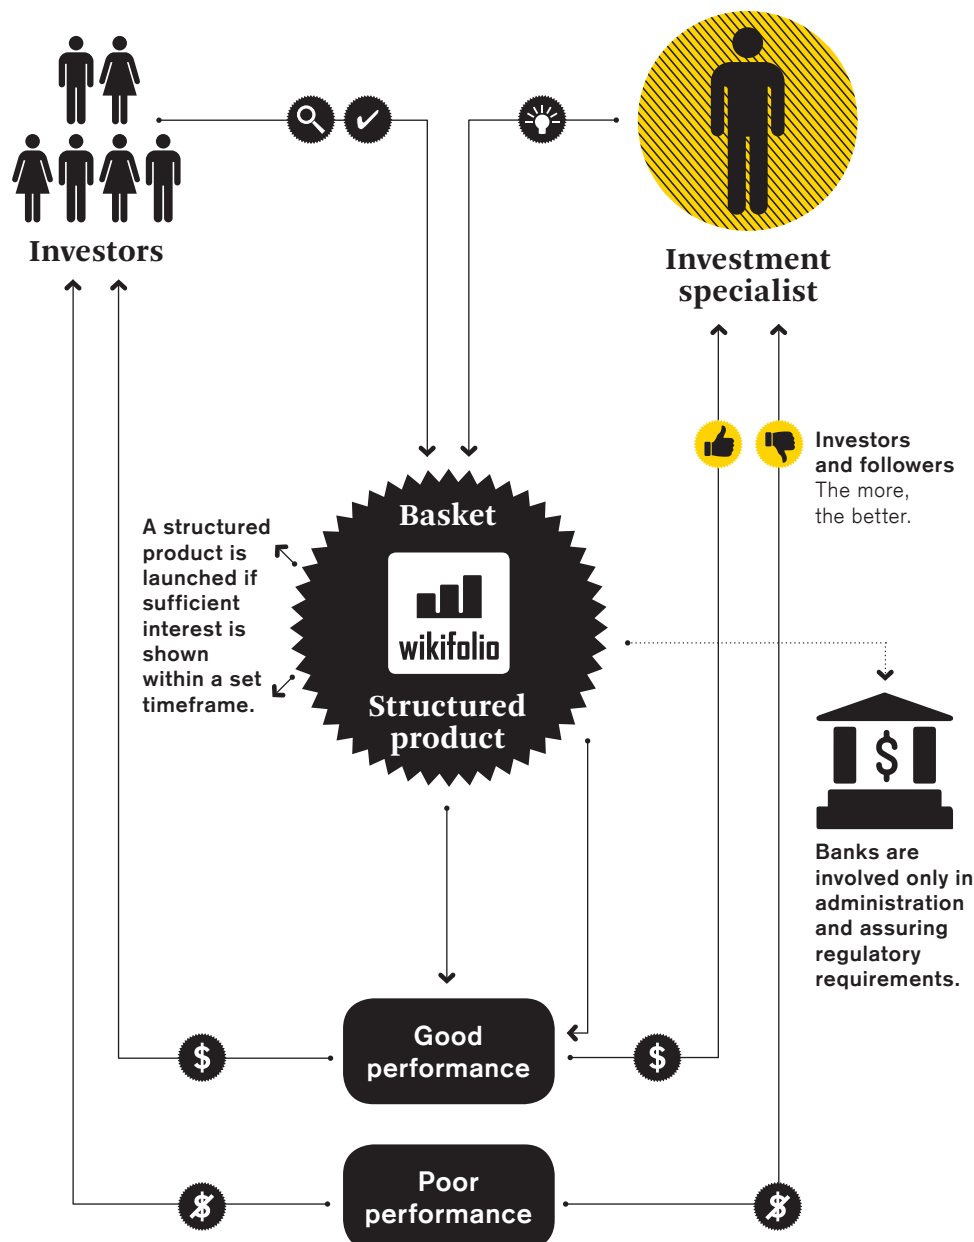 Investors
Investment
specialist
Investors
and followers
The more,
the better.
A structured
product is
launched if
sufficient
interest is
shown
within a set
timeframe.
Basket
wikifolio
Structured
product
$
Banks are
involved only in
administration
and assuring
regulatory
requirements.
Good
performance
$
$
Poor
performance
$
$